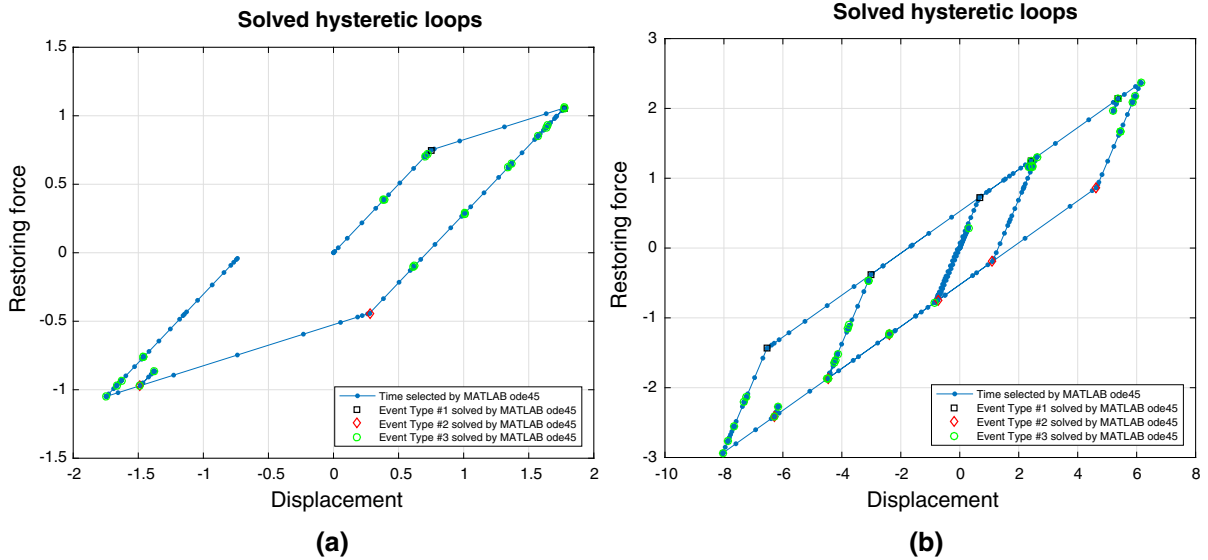 Solved hysteretic loops
1.5
1
0.5
0
-0.5
-1
-1.5
Restoring force
-2
-1.5
-1
-0.5
0
0.5
1
1.5
2
Displacement
Time selected by MATLAB ode45
Event Type #1 solved by MATLAB ode45
Event Type #2 solved by MATLAB ode45
Event Type #3 solved by MATLAB ode45
(a)
Solved hysteretic loops
3
2
1
0
-1
-2
-3
Restoring force
-10
-8
-6
-4
-2
0
2
4
6
8
Displacement
Time selected by MATLAB ode45
Event Type #1 solved by MATLAB ode45
Event Type #2 solved by MATLAB ode45
Event Type #3 solved by MATLAB ode45
(b)